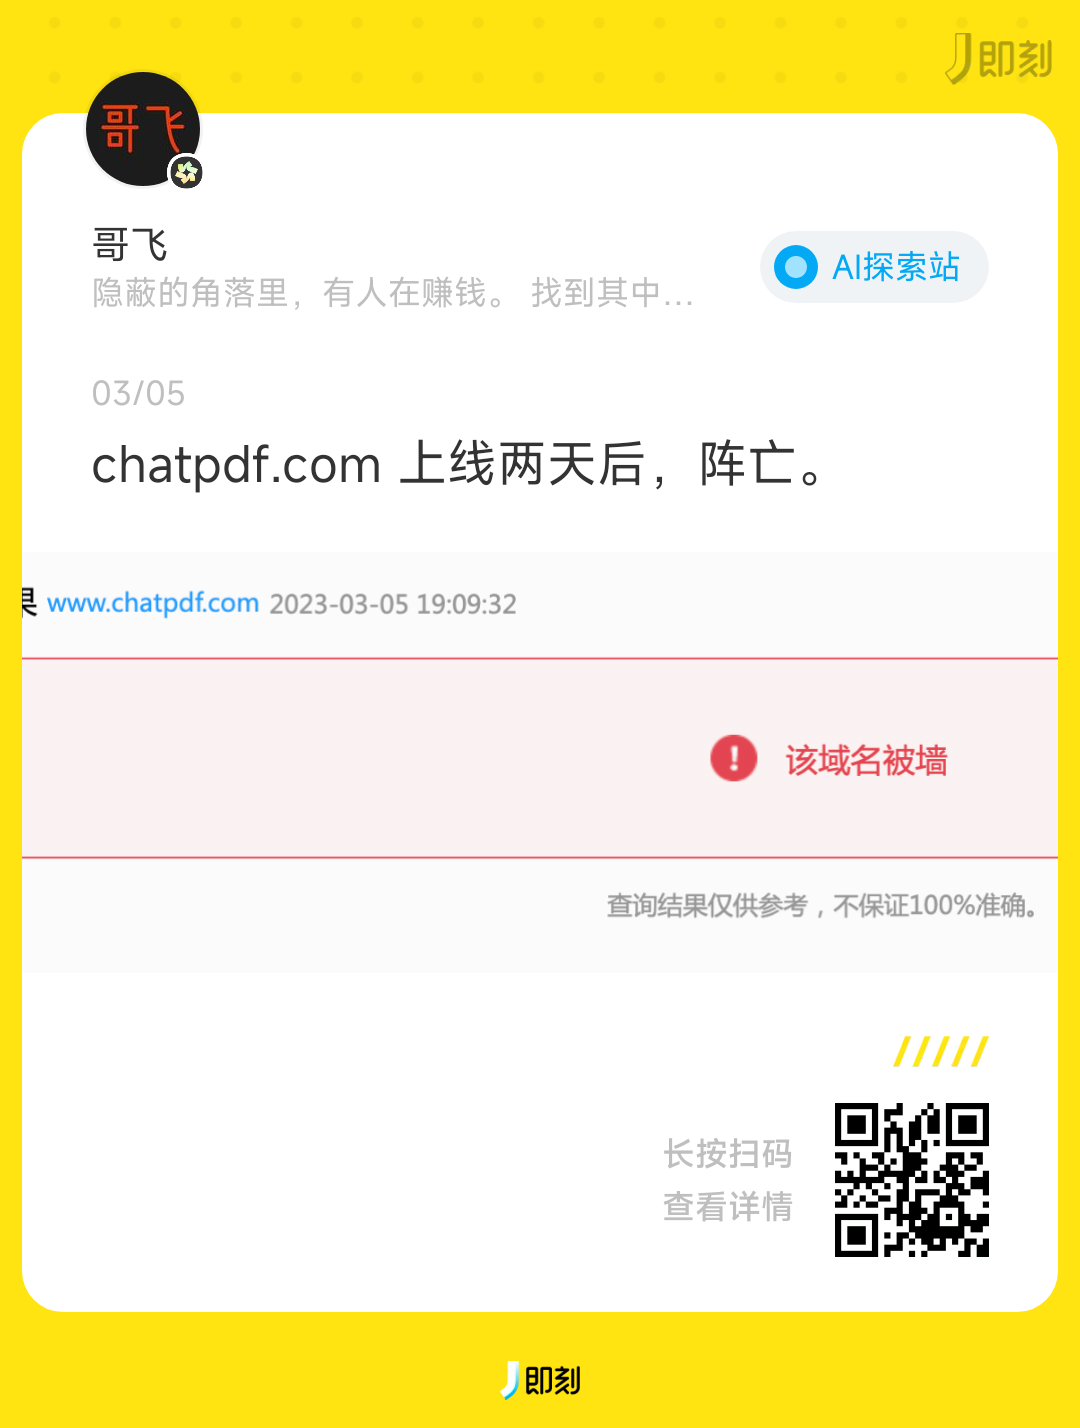 即刻
哥飞
哥飞
隐蔽的角落里，有人在赚钱。 找到其中...
AI探索站
03/05
chatpdf.com 上线两天后，阵亡。
果 www.chatpdf.com 2023-03-05 19:09:32
! 该域名被墙
查询结果仅供参考，不保证100%准确。
长按扫码
查看详情
即刻